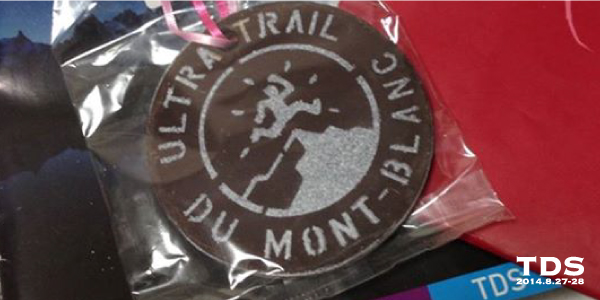 ULTRA-TRAIL
DU MONT-BLANC
TDS
TDS
2014.8.27-28